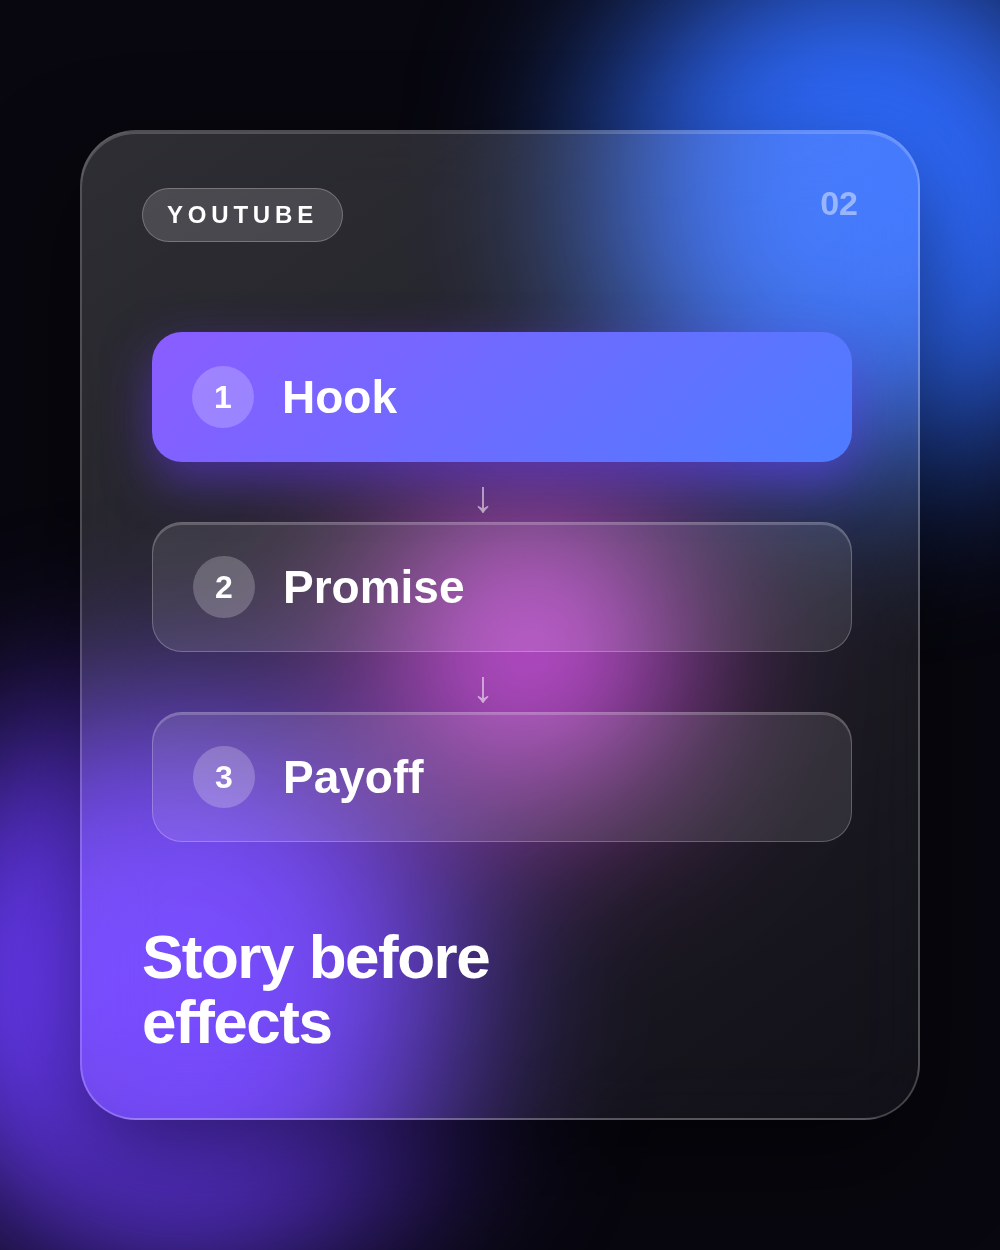 YOUTUBE
02
1 Hook
↓
2 Promise
↓
3 Payoff
Story before
effects